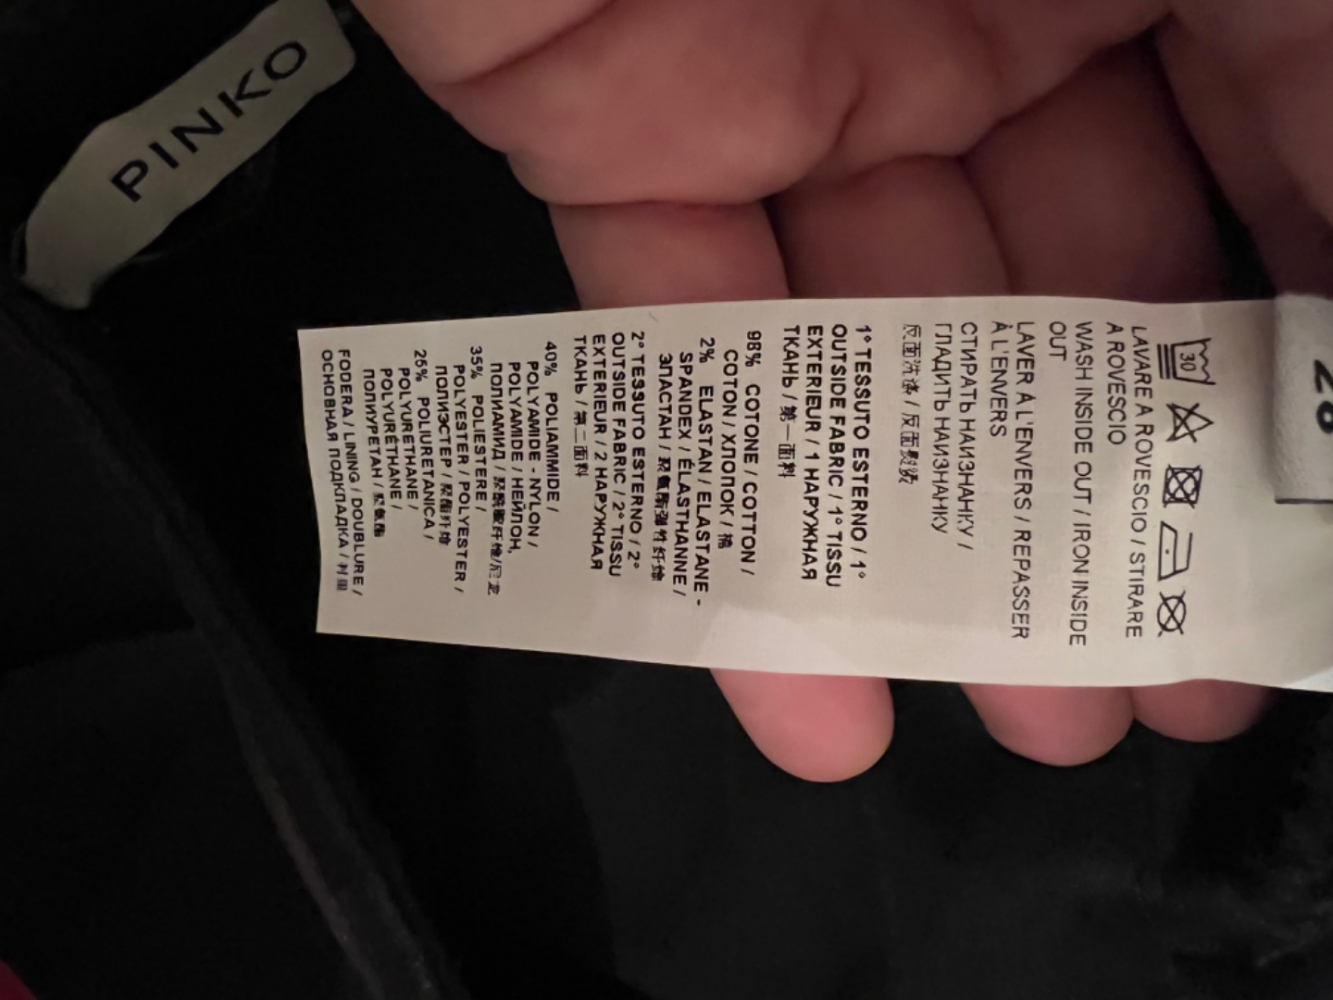 PINKO
26
30
LAVARE A ROVESCIO / STIRARE
A ROVESCIO
WASH INSIDE OUT / IRON INSIDE
OUT
LAVER À L'ENVERS / REPASSER
À L'ENVERS
СТИРАТЬ НАИЗНАНКУ /
ГЛАДИТЬ НАИЗНАНКУ
反面洗涤 / 反面熨烫
1° TESSUTO ESTERNO / 1°
OUTSIDE FABRIC / 1° TISSU
EXTERIEUR / 1 НАРУЖНАЯ
ТКАНЬ / 第一面料
98% COTONE / COTTON /
COTON / ХЛОПОК / 棉
2% ELASTAN / ELASTANE -
SPANDEX / ÉLASTHANNE /
ЭЛАСТАН / 聚氨酯弹性纤维
2° TESSUTO ESTERNO / 2°
OUTSIDE FABRIC / 2° TISSU
EXTERIEUR / 2 НАРУЖНАЯ
ТКАНЬ / 第二面料
40% POLIAMMIDE /
POLYAMIDE - NYLON /
POLYAMIDE / НЕЙЛОН,
ПОЛИАМИД / 聚酰胺纤维/尼龙
35% POLIESTERE /
POLYESTER / POLYESTER /
ПОЛИЭСТЕР / 聚酯纤维
25% POLIURETANICA /
POLYURETHANE /
POLYURÉTHANE /
ПОЛИУРЕТАН / 聚氨酯
FODERA / LINING / DOUBLURE /
ОСНОВНАЯ ПОДКЛАДКА / 衬里